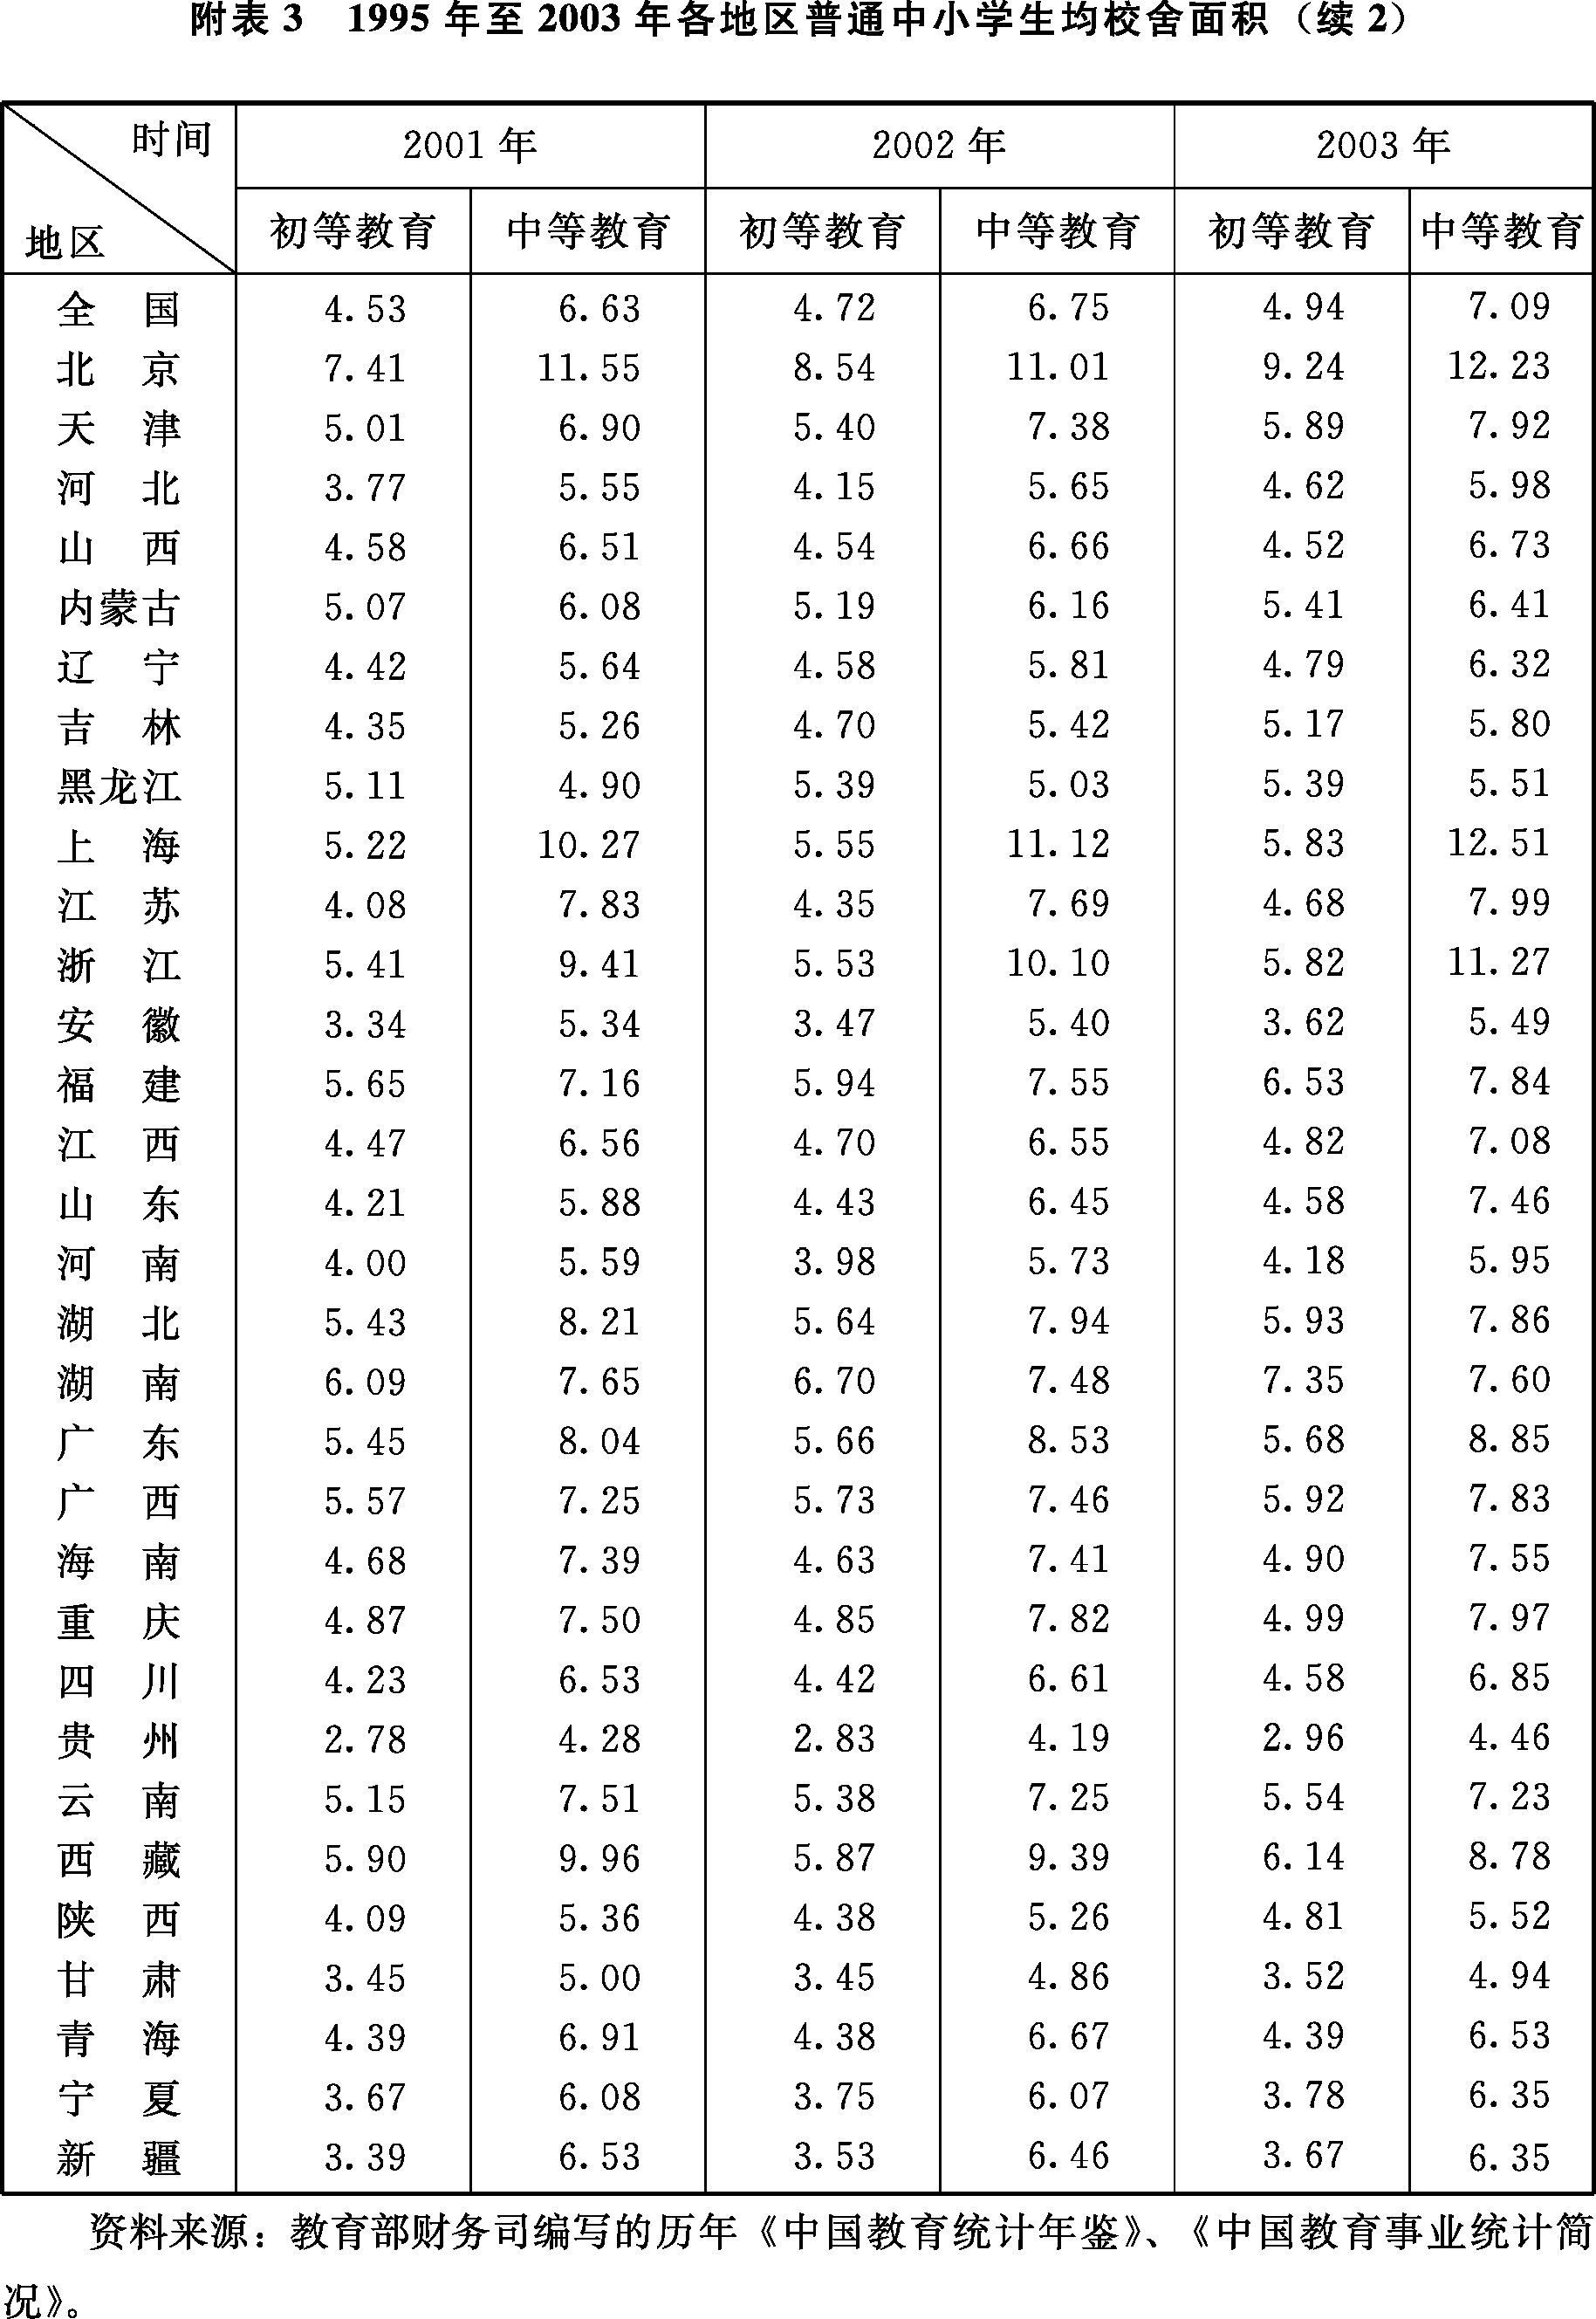 附表 3　1995 年至 2003 年各地区普通中小学生均校舍面积（续 2）
时间 2001 年 2002 年 2003 年
地区 初等教育 中等教育 初等教育 中等教育 初等教育 中等教育
全　国 4.53 6.63 4.72 6.75 4.94 7.09
北　京 7.41 11.55 8.54 11.01 9.24 12.23
天　津 5.01 6.90 5.40 7.38 5.89 7.92
河　北 3.77 5.55 4.15 5.65 4.62 5.98
山　西 4.58 6.51 4.54 6.66 4.52 6.73
内蒙古 5.07 6.08 5.19 6.16 5.41 6.41
辽　宁 4.42 5.64 4.58 5.81 4.79 6.32
吉　林 4.35 5.26 4.70 5.42 5.17 5.80
黑龙江 5.11 4.90 5.39 5.03 5.39 5.51
上　海 5.22 10.27 5.55 11.12 5.83 12.51
江　苏 4.08 7.83 4.35 7.69 4.68 7.99
浙　江 5.41 9.41 5.53 10.10 5.82 11.27
安　徽 3.34 5.34 3.47 5.40 3.62 5.49
福　建 5.65 7.16 5.94 7.55 6.53 7.84
江　西 4.47 6.56 4.70 6.55 4.82 7.08
山　东 4.21 5.88 4.43 6.45 4.58 7.46
河　南 4.00 5.59 3.98 5.73 4.18 5.95
湖　北 5.43 8.21 5.64 7.94 5.93 7.86
湖　南 6.09 7.65 6.70 7.48 7.35 7.60
广　东 5.45 8.04 5.66 8.53 5.68 8.85
广　西 5.57 7.25 5.73 7.46 5.92 7.83
海　南 4.68 7.39 4.63 7.41 4.90 7.55
重　庆 4.87 7.50 4.85 7.82 4.99 7.97
四　川 4.23 6.53 4.42 6.61 4.58 6.85
贵　州 2.78 4.28 2.83 4.19 2.96 4.46
云　南 5.15 7.51 5.38 7.25 5.54 7.23
西　藏 5.90 9.96 5.87 9.39 6.14 8.78
陕　西 4.09 5.36 4.38 5.26 4.81 5.52
甘　肃 3.45 5.00 3.45 4.86 3.52 4.94
青　海 4.39 6.91 4.38 6.67 4.39 6.53
宁　夏 3.67 6.08 3.75 6.07 3.78 6.35
新　疆 3.39 6.53 3.53 6.46 3.67 6.35
资料来源：教育部财务司编写的历年《中国教育统计年鉴》、《中国教育事业统计简
况》。